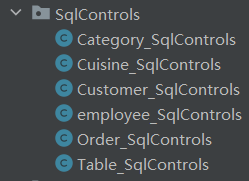 SqlControls
Category_SqlControls
Cuisine_SqlControls
Customer_SqlControls
employee_SqlControls
Order_SqlControls
Table_SqlControls